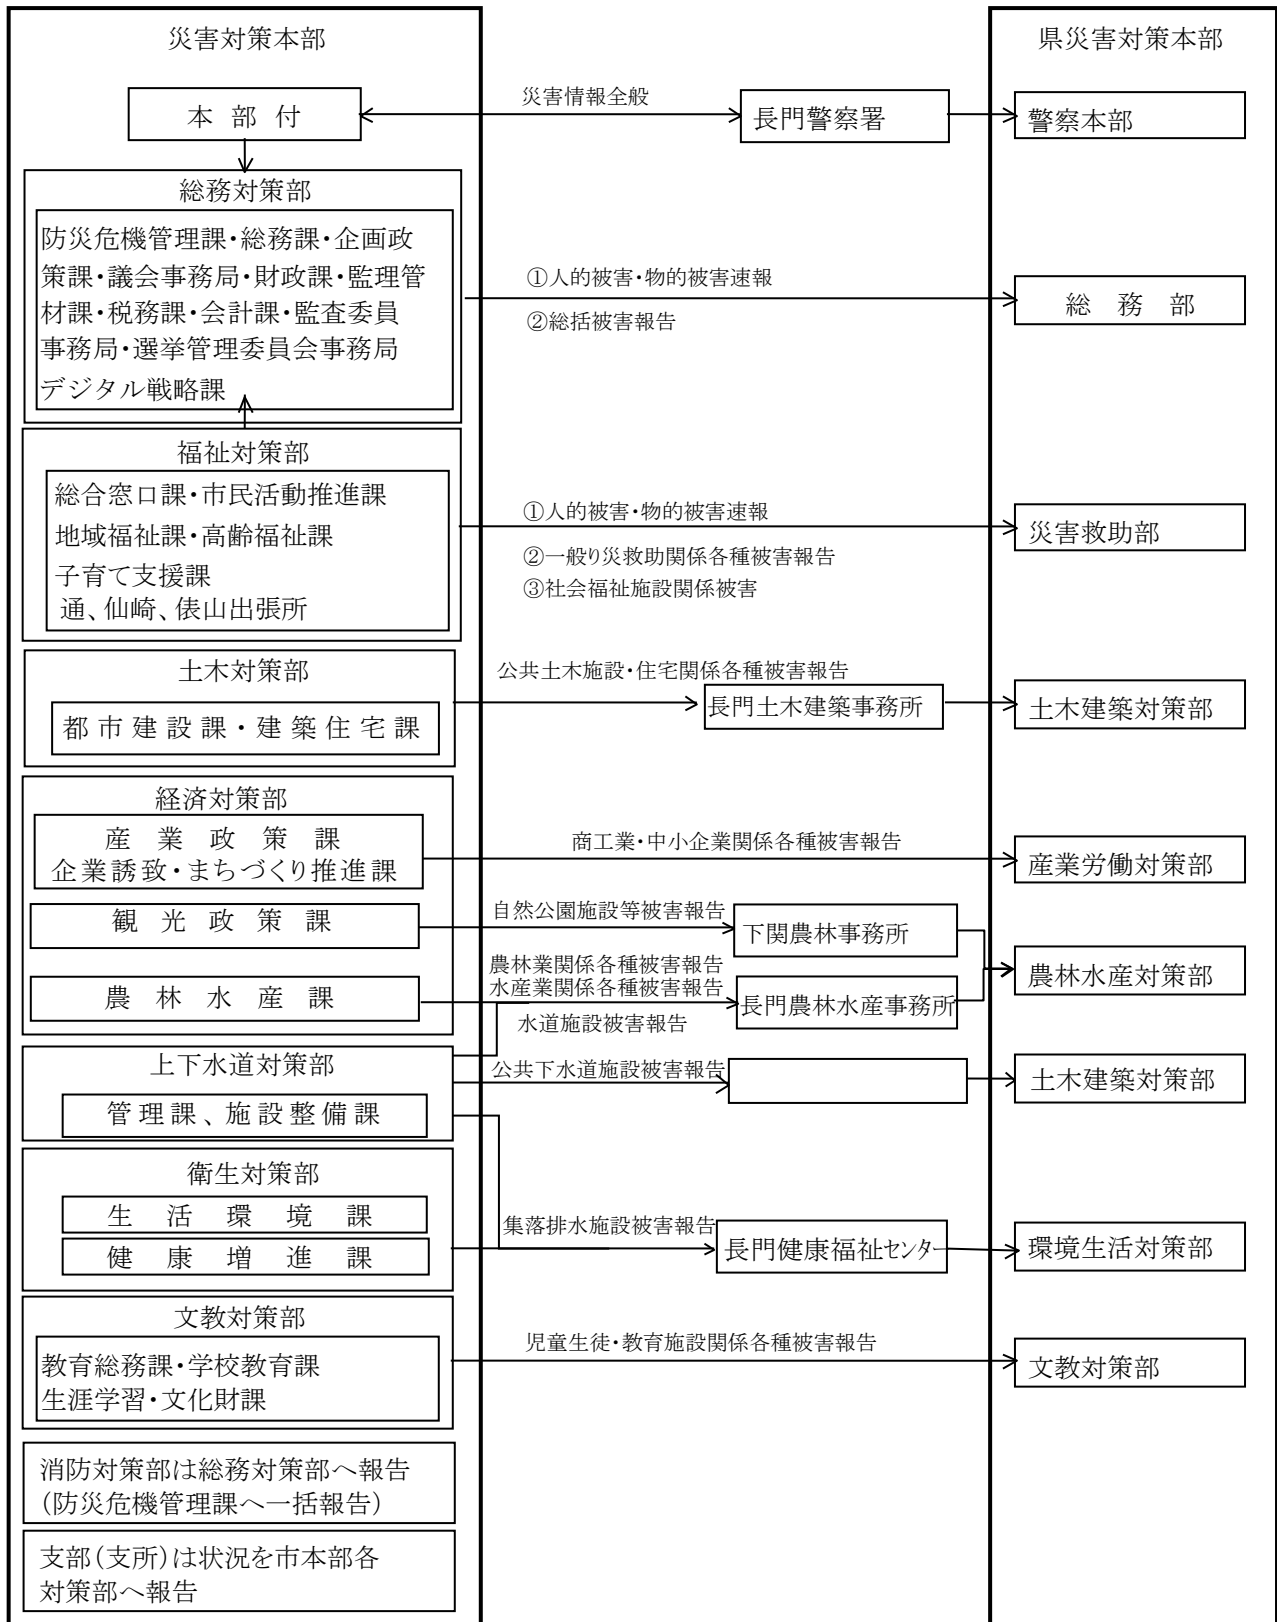 災害対策本部
県災害対策本部
本部付
災害情報全般
長門警察署
警察本部
総務対策部
防災危機管理課・総務課・企画政
策課・議会事務局・財政課・監理管
材課・税務課・会計課・監査委員
事務局・選挙管理委員会事務局
デジタル戦略課
①人的被害・物的被害速報
②総括被害報告
総務部
福祉対策部
総合窓口課・市民活動推進課
地域福祉課・高齢福祉課
子育て支援課
通、仙崎、俵山出張所
①人的被害・物的被害速報
②一般り災救助関係各種被害報告
③社会福祉施設関係被害
災害救助部
土木対策部
都市建設課・建築住宅課
公共土木施設・住宅関係各種被害報告
長門土木建築事務所
土木建築対策部
経済対策部
産業政策課
企業誘致・まちづくり推進課
商工業・中小企業関係各種被害報告
産業労働対策部
観光政策課
自然公園施設等被害報告
下関農林事務所
農林水産課
農林業関係各種被害報告
水産業関係各種被害報告
長門農林水産事務所
農林水産対策部
水道施設被害報告
上下水道対策部
管理課、施設整備課
公共下水道施設被害報告
土木建築対策部
衛生対策部
生活環境課
健康増進課
集落排水施設被害報告
長門健康福祉センター
環境生活対策部
文教対策部
教育総務課・学校教育課
生涯学習・文化財課
児童生徒・教育施設関係各種被害報告
文教対策部
消防対策部は総務対策部へ報告
(防災危機管理課へ一括報告)
支部(支所)は状況を市本部各
対策部へ報告